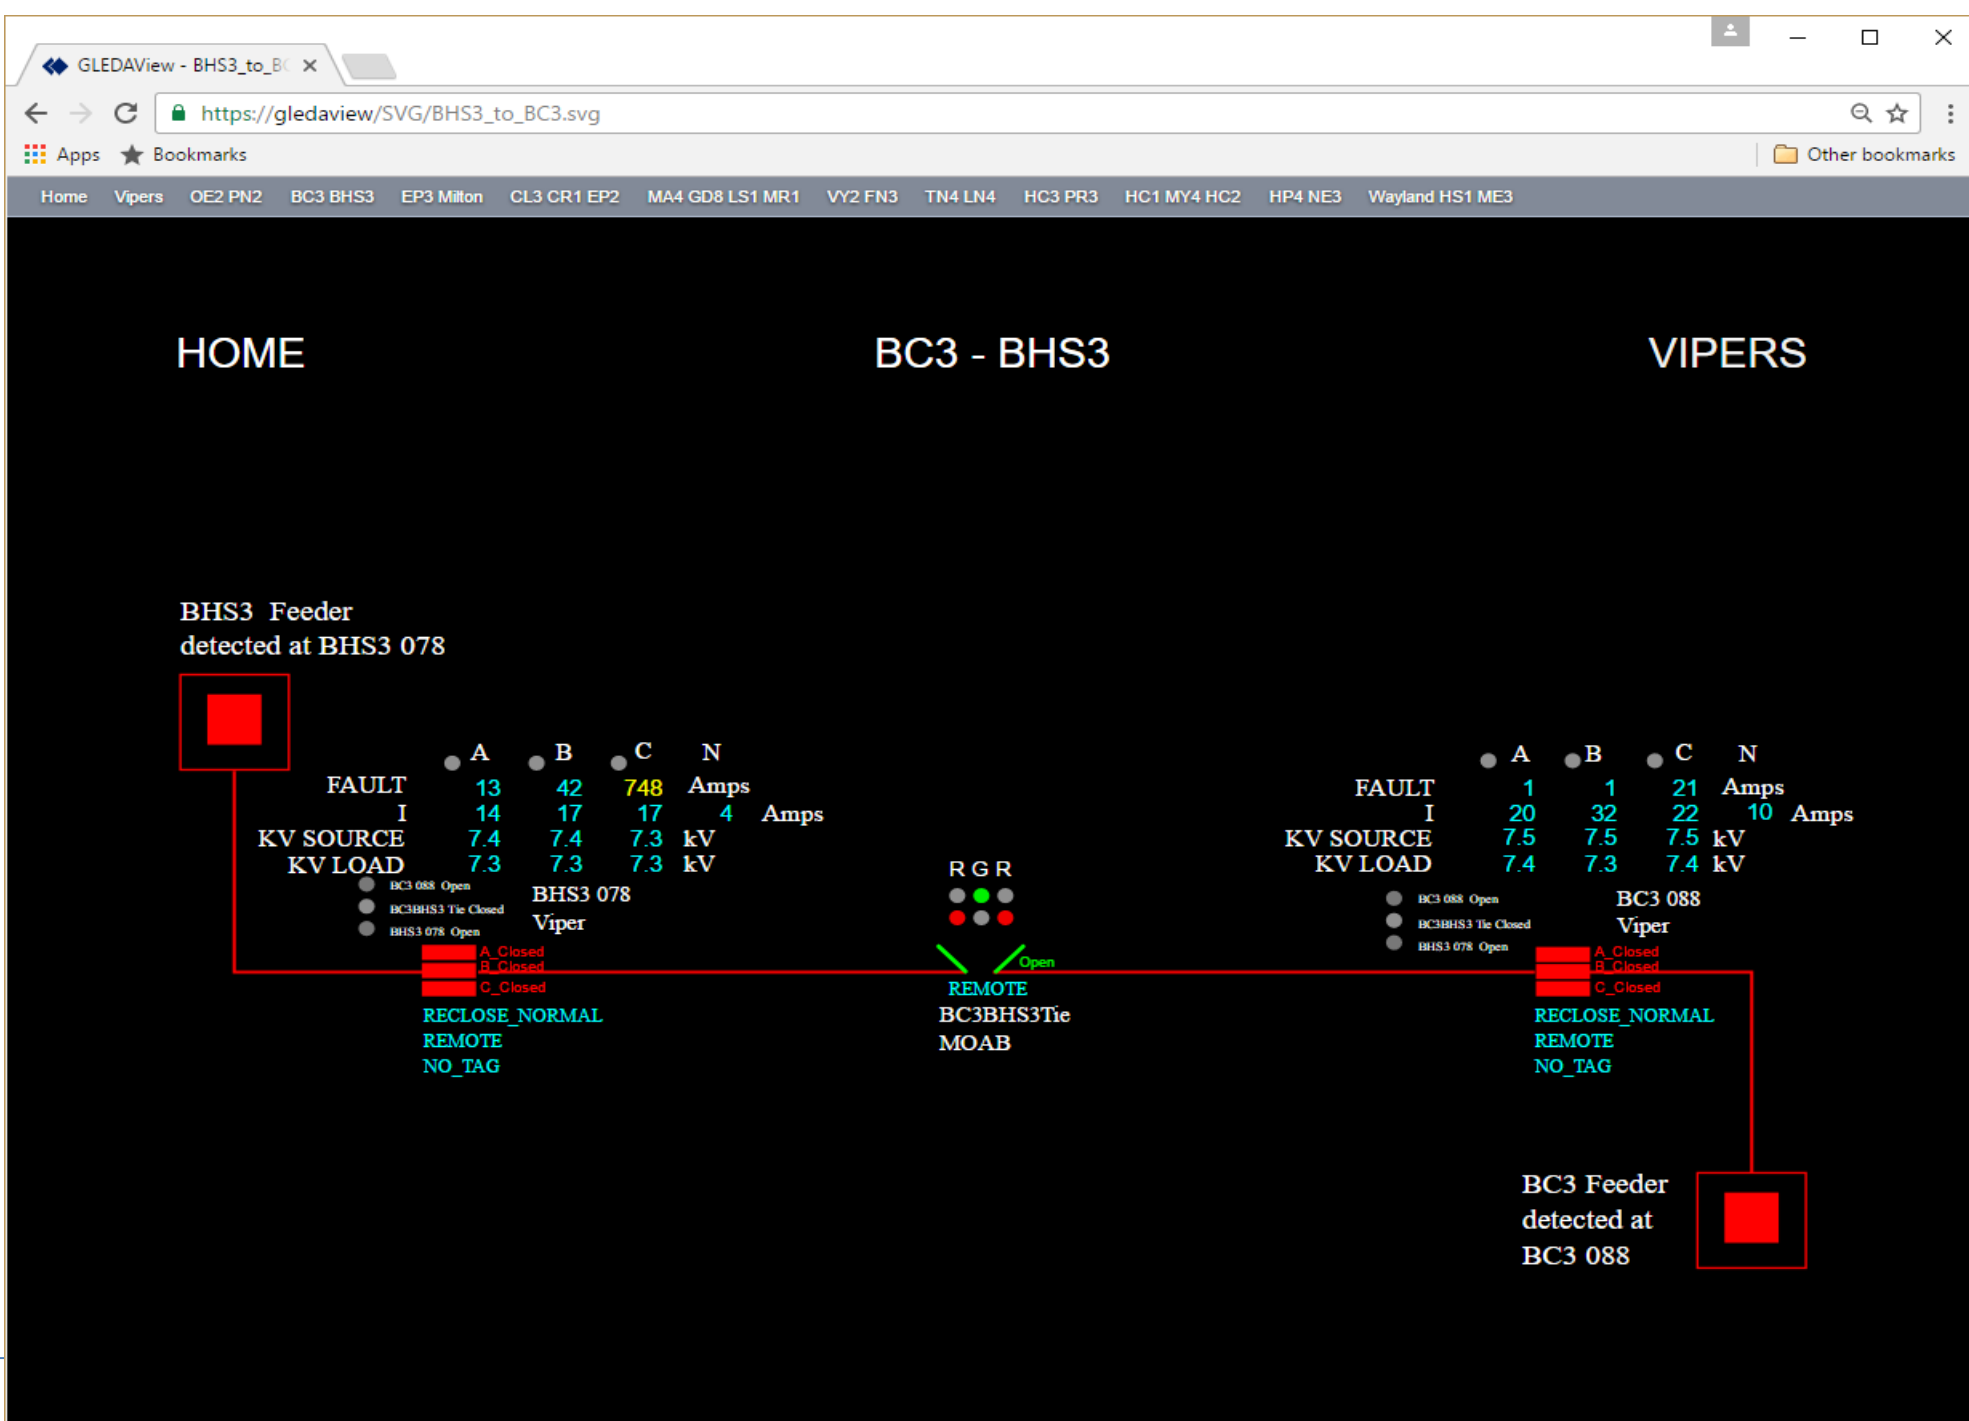 GLEDAView - BHS3_to_BC
https://gledaview/SVG/BHS3_to_BC3.svg
Apps Bookmarks Other bookmarks
Home Vipers OE2 PN2 BC3 BHS3 EP3 Milton CL3 CR1 EP2 MA4 GD8 LS1 MR1 VY2 FN3 TN4 LN4 HC3 PR3 HC1 MY4 HC2 HP4 NE3 Wayland HS1 ME3
HOME BC3 - BHS3 VIPERS
BHS3 Feeder
detected at BHS3 078
A B C N
FAULT 13 42 748 Amps
I 14 17 17 4 Amps
KV SOURCE 7.4 7.4 7.3 kV
KV LOAD 7.3 7.3 7.3 kV
BC3 088 Open
BC3BHS3 Tie Closed
BHS3 078 Open
BHS3 078
Viper
A_Closed
B_Closed
C_Closed
RECLOSE_NORMAL
REMOTE
NO_TAG
R G R
Open
REMOTE
BC3BHS3Tie
MOAB
A B C N
FAULT 1 1 21 Amps
I 20 32 22 10 Amps
KV SOURCE 7.5 7.5 7.5 kV
KV LOAD 7.4 7.3 7.4 kV
BC3 088 Open
BC3BHS3 Tie Closed
BHS3 078 Open
BC3 088
Viper
A_Closed
B_Closed
C_Closed
RECLOSE_NORMAL
REMOTE
NO_TAG
BC3 Feeder
detected at
BC3 088